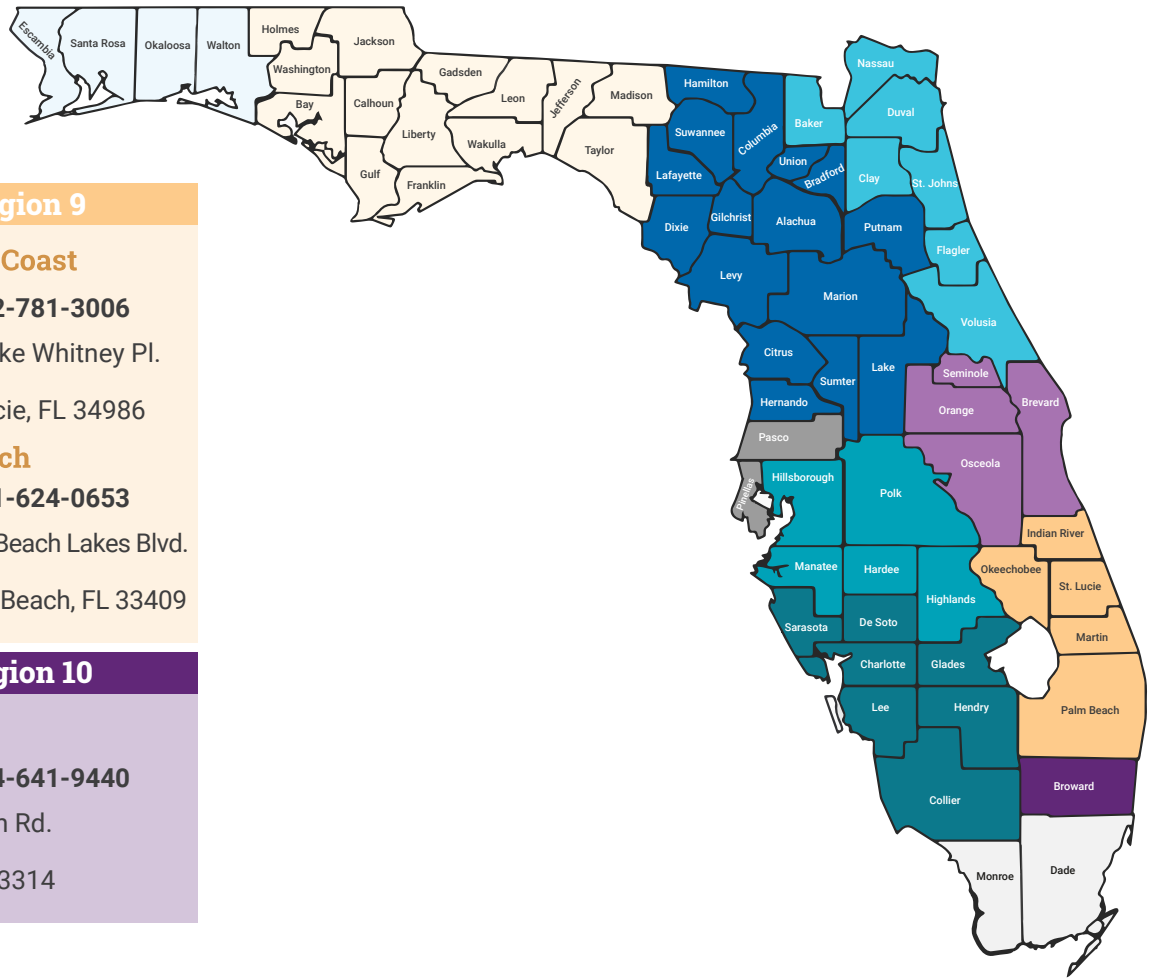 Escambia
Santa Rosa
Okaloosa
Walton
Holmes
Washington
Jackson
Bay
Calhoun
Gulf
Liberty
Gadsden
Franklin
Leon
Wakulla
Jefferson
Madison
Taylor
Hamilton
Suwannee
Lafayette
Columbia
Baker
Nassau
Duval
Union
Bradford
Clay
St. Johns
Dixie
Gilchrist
Alachua
Putnam
Flagler
Levy
Marion
Volusia
Citrus
Sumter
Lake
Seminole
Hernando
Orange
Brevard
Pasco
Osceola
Pinellas
Hillsborough
Polk
Indian River
Manatee
Hardee
Okeechobee
St. Lucie
Highlands
Sarasota
De Soto
Martin
Charlotte
Glades
Lee
Hendry
Palm Beach
Collier
Broward
Monroe
Dade
gion 9
Coast
2-781-3006
ke Whitney Pl.
cie, FL 34986
ch
1-624-0653
Beach Lakes Blvd.
Beach, FL 33409
gion 10
4-641-9440
n Rd.
3314